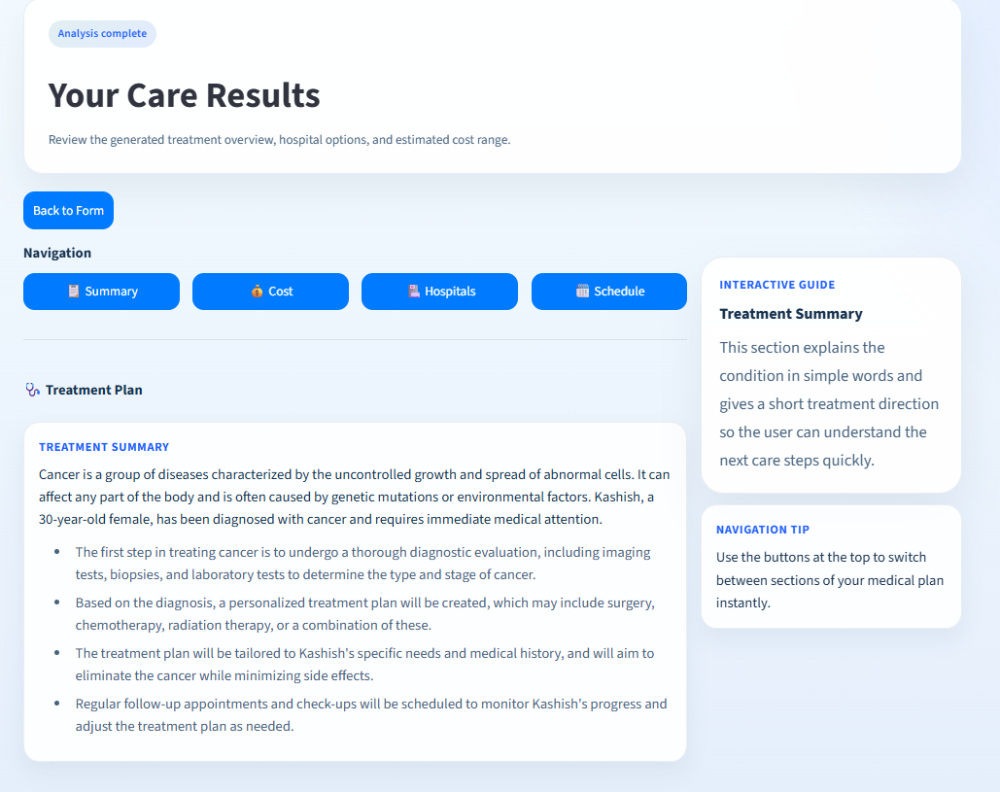 Analysis complete
Your Care Results
Review the generated treatment overview, hospital options, and estimated cost range.
Back to Form
Navigation
Summary
Cost
Hospitals
Schedule
Treatment Plan
TREATMENT SUMMARY
Cancer is a group of diseases characterized by the uncontrolled growth and spread of abnormal cells. It can
affect any part of the body and is often caused by genetic mutations or environmental factors. Kashish, a
30-year-old female, has been diagnosed with cancer and requires immediate medical attention.
• The first step in treating cancer is to undergo a thorough diagnostic evaluation, including imaging
tests, biopsies, and laboratory tests to determine the type and stage of cancer.
• Based on the diagnosis, a personalized treatment plan will be created, which may include surgery,
chemotherapy, radiation therapy, or a combination of these.
• The treatment plan will be tailored to Kashish's specific needs and medical history, and will aim to
eliminate the cancer while minimizing side effects.
• Regular follow-up appointments and check-ups will be scheduled to monitor Kashish's progress and
adjust the treatment plan as needed.
INTERACTIVE GUIDE
Treatment Summary
This section explains the
condition in simple words and
gives a short treatment direction
so the user can understand the
next care steps quickly.
NAVIGATION TIP
Use the buttons at the top to switch
between sections of your medical plan
instantly.